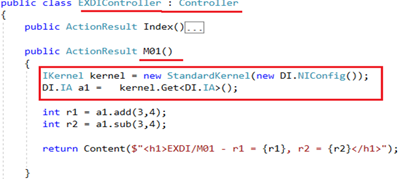 public class EXDIController : Controller
{
public ActionResult Index()...
public ActionResult M01()
{
IKernel kernel = new StandardKernel(new DI.NIConfig());
DI.IA a1 = kernel.Get<DI.IA>();
int r1 = a1.add(3,4);
int r2 = a1.sub(3,4);
return Content($"<h1>EXDI/M01 - r1 = {r1}, r2 = {r2}</h1>");
}